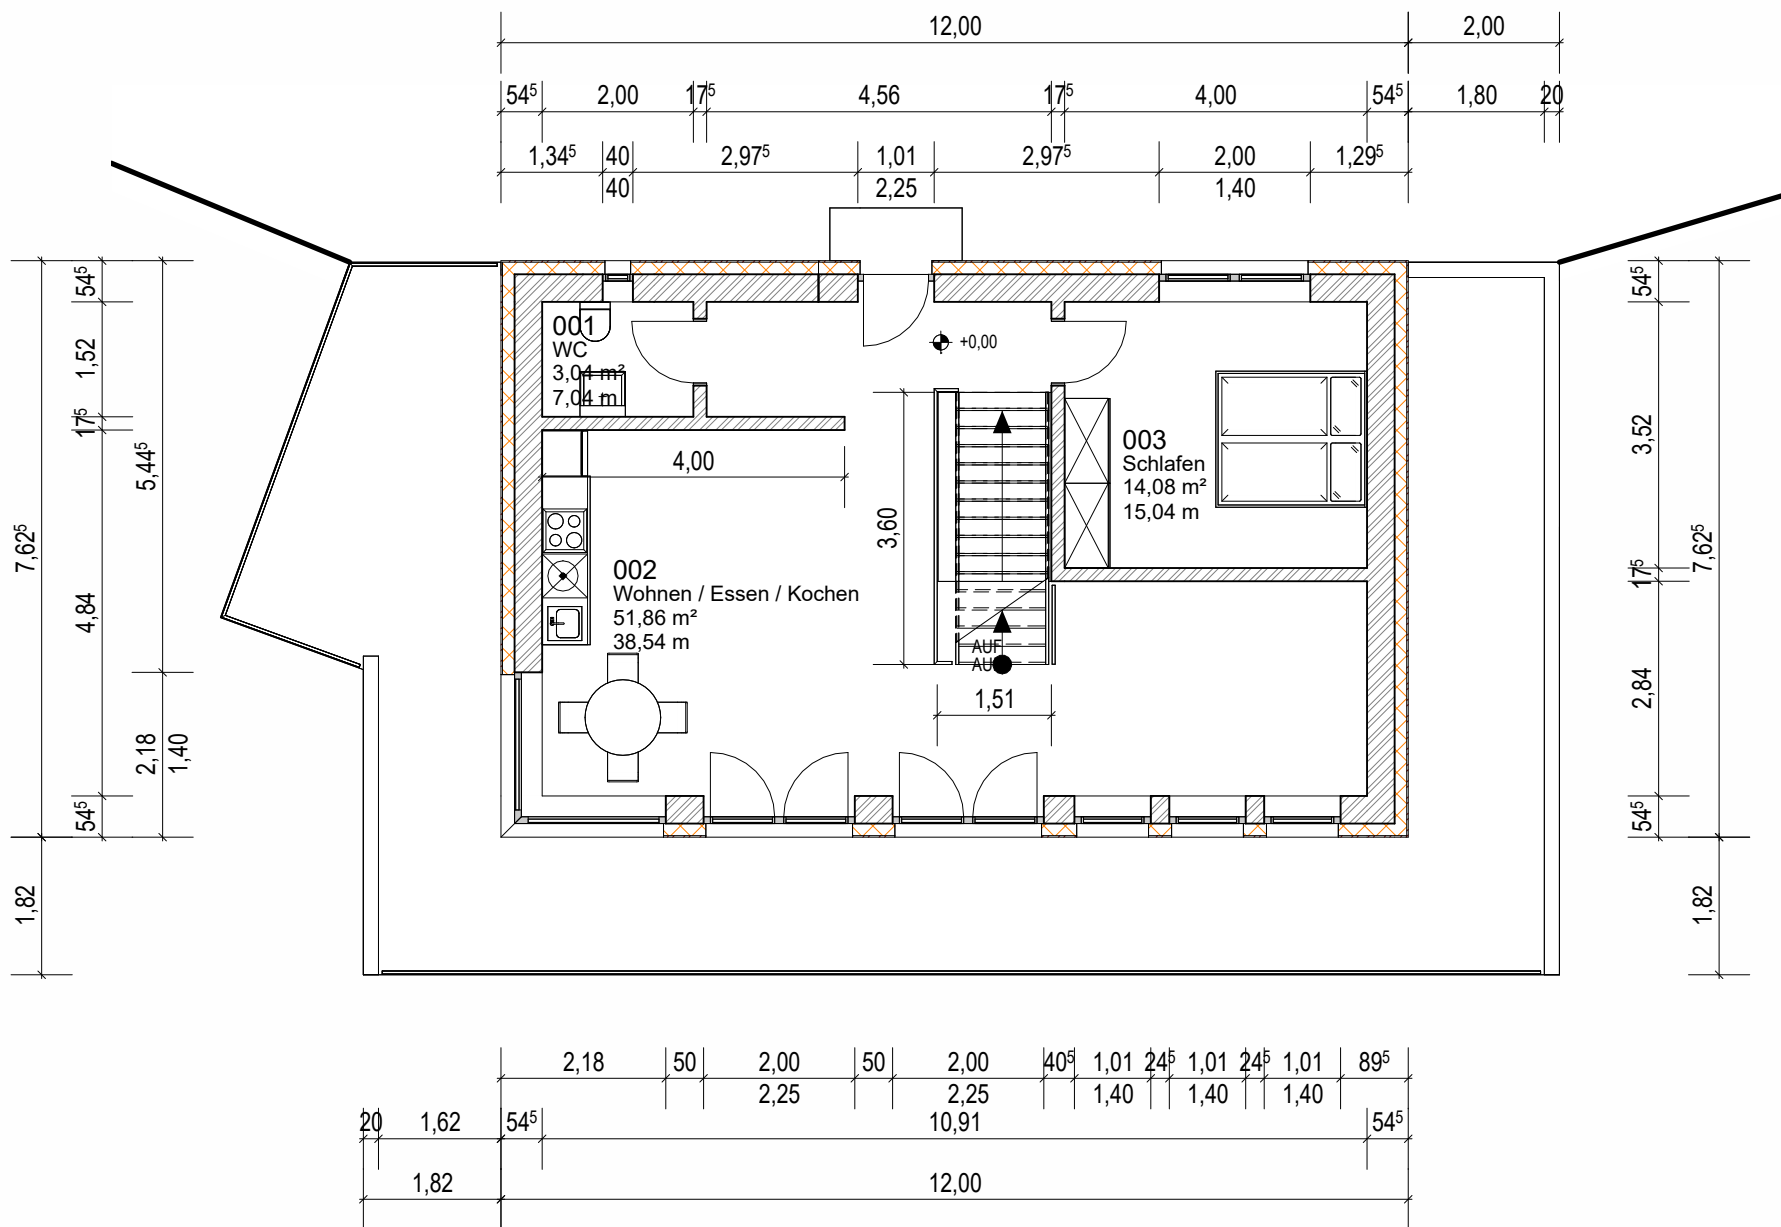 12,00 2,00
54⁵ 2,00 17⁵ 4,56 17⁵ 4,00 54⁵ 1,80 20
1,34⁵ 40 2,97⁵ 1,01 2,97⁵ 2,00 1,29⁵
40 2,25 1,40
54⁵
1,52
17⁵
4,84
54⁵
7,62⁵
1,82
5,44⁵
2,18
1,40
001
WC
3,04 m²
7,04 m
+0,00
4,00
3,60
003
Schlafen
14,08 m²
15,04 m
002
Wohnen / Essen / Kochen
51,86 m²
38,54 m
AUF
AU
1,51
54⁵
3,52
17⁵
2,84
54⁵
7,62⁵
1,82
2,18 50 2,00 50 2,00 40⁵ 1,01 24⁵ 1,01 24⁵ 1,01 89⁵
2,25 2,25 1,40 1,40 1,40
20 1,62 54⁵ 10,91 54⁵
1,82 12,00